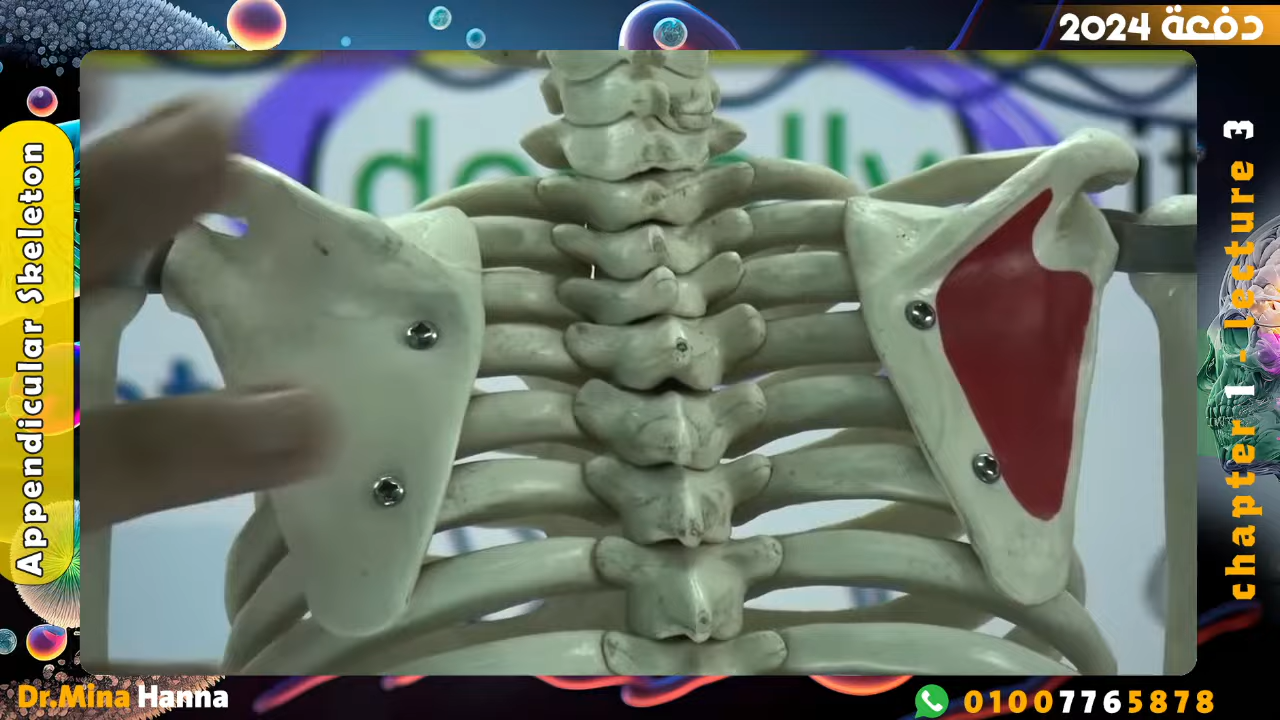 دفعة 2024
Appendicular Skeleton
chapter 1 - lecture 3
Dr.Mina Hanna
01007765878